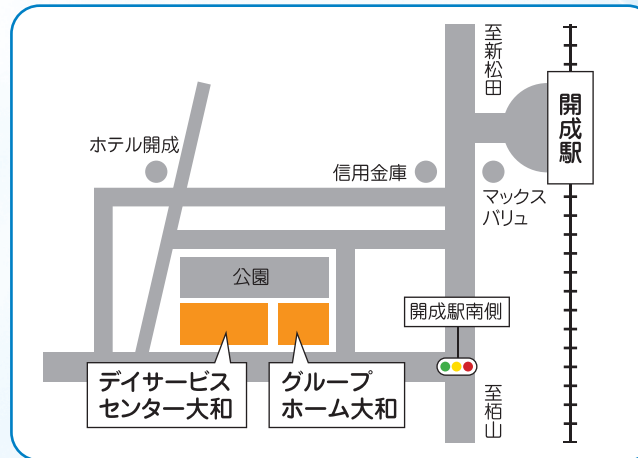 至新松田
開成駅
ホテル開成
信用金庫
マックス
バリュ
公園
開成駅南側
デイサービス
センター大和
グループ
ホーム大和
至栢山